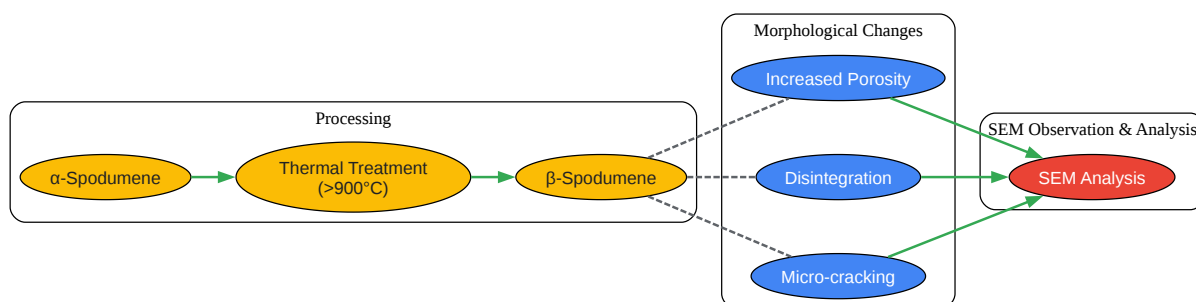 Morphological Changes
Increased Porosity
Processing
SEM Observation & Analysis
α-Spodumene
Thermal Treatment
(>900°C)
β-Spodumene
Disintegration
SEM Analysis
Micro-cracking